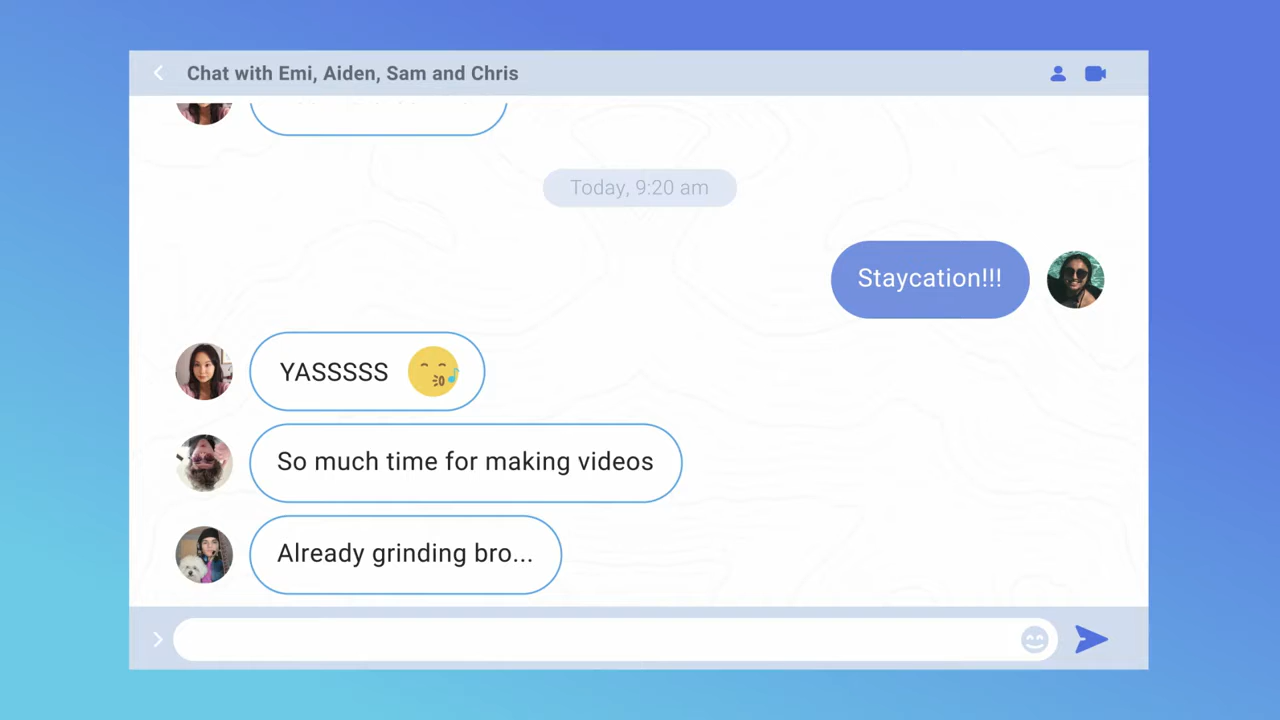 Chat with Emi, Aiden, Sam and Chris
Today, 9:20 am
Staycation!!!
YASSSSS
So much time for making videos
Already grinding bro...